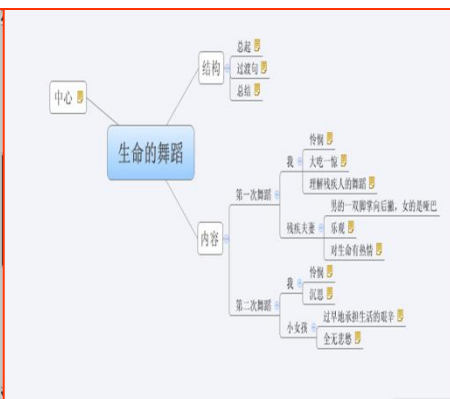 总起
结构
过渡句
中心
总结
生命的舞蹈
怜悯
我
大吃一惊
第一次舞蹈
理解残疾人的舞蹈
男的一双脚掌向后撇，女的是哑巴
残疾夫妻
乐观
内容
对生命有热情
怜悯
我
沉思
第二次舞蹈
过早地承担生活的艰辛
小女孩
全无悲愁